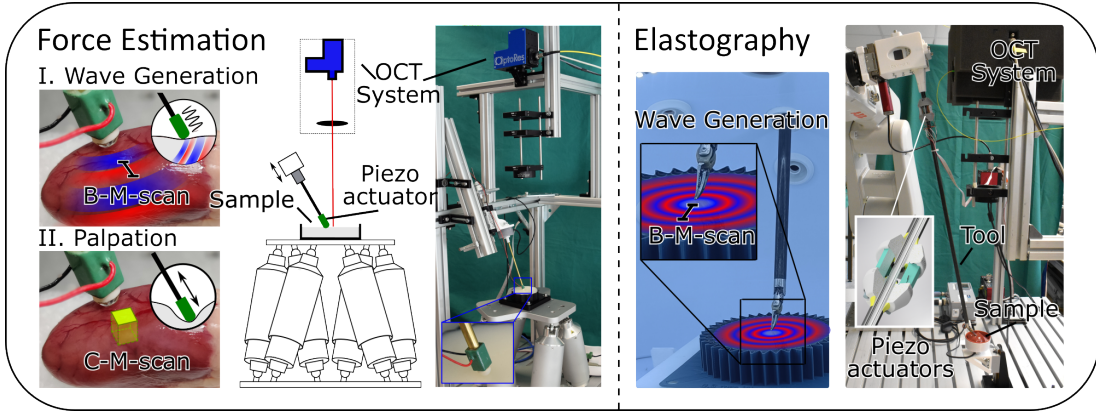 Force Estimation
I. Wave Generation
B-M-scan
II. Palpation
C-M-scan
OCT
System
Sample
Piezo
actuator
OptoRes
Elastography
Wave Generation
B-M-scan
OCT
System
Tool
Sample
Piezo
actuators